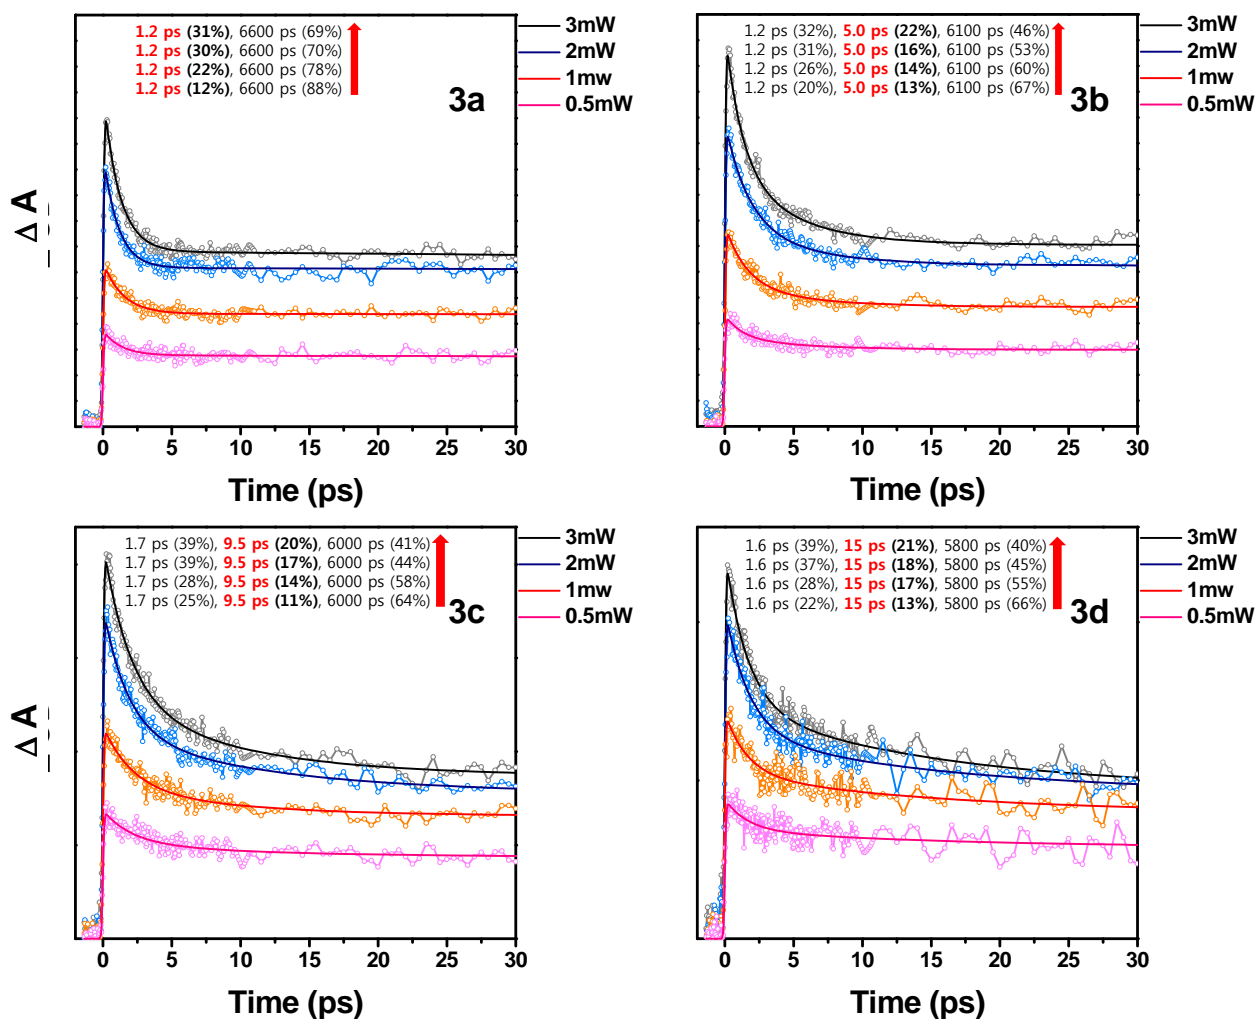 1.2 ps (31%), 6600 ps (69%)
1.2 ps (30%), 6600 ps (70%)
1.2 ps (22%), 6600 ps (78%)
1.2 ps (12%), 6600 ps (88%)
3a
3mW
2mW
1mw
0.5mW
Δ A
0 5 10 15 20 25 30
Time (ps)
1.2 ps (32%), 5.0 ps (22%), 6100 ps (46%)
1.2 ps (31%), 5.0 ps (16%), 6100 ps (53%)
1.2 ps (26%), 5.0 ps (14%), 6100 ps (60%)
1.2 ps (20%), 5.0 ps (13%), 6100 ps (67%)
3b
3mW
2mW
1mw
0.5mW
0 5 10 15 20 25 30
Time (ps)
1.7 ps (39%), 9.5 ps (20%), 6000 ps (41%)
1.7 ps (39%), 9.5 ps (17%), 6000 ps (44%)
1.7 ps (28%), 9.5 ps (14%), 6000 ps (58%)
1.7 ps (25%), 9.5 ps (11%), 6000 ps (64%)
3c
3mW
2mW
1mw
0.5mW
Δ A
0 5 10 15 20 25 30
Time (ps)
1.6 ps (39%), 15 ps (21%), 5800 ps (40%)
1.6 ps (37%), 15 ps (18%), 5800 ps (45%)
1.6 ps (28%), 15 ps (17%), 5800 ps (55%)
1.6 ps (22%), 15 ps (13%), 5800 ps (66%)
3d
3mW
2mW
1mw
0.5mW
0 5 10 15 20 25 30
Time (ps)